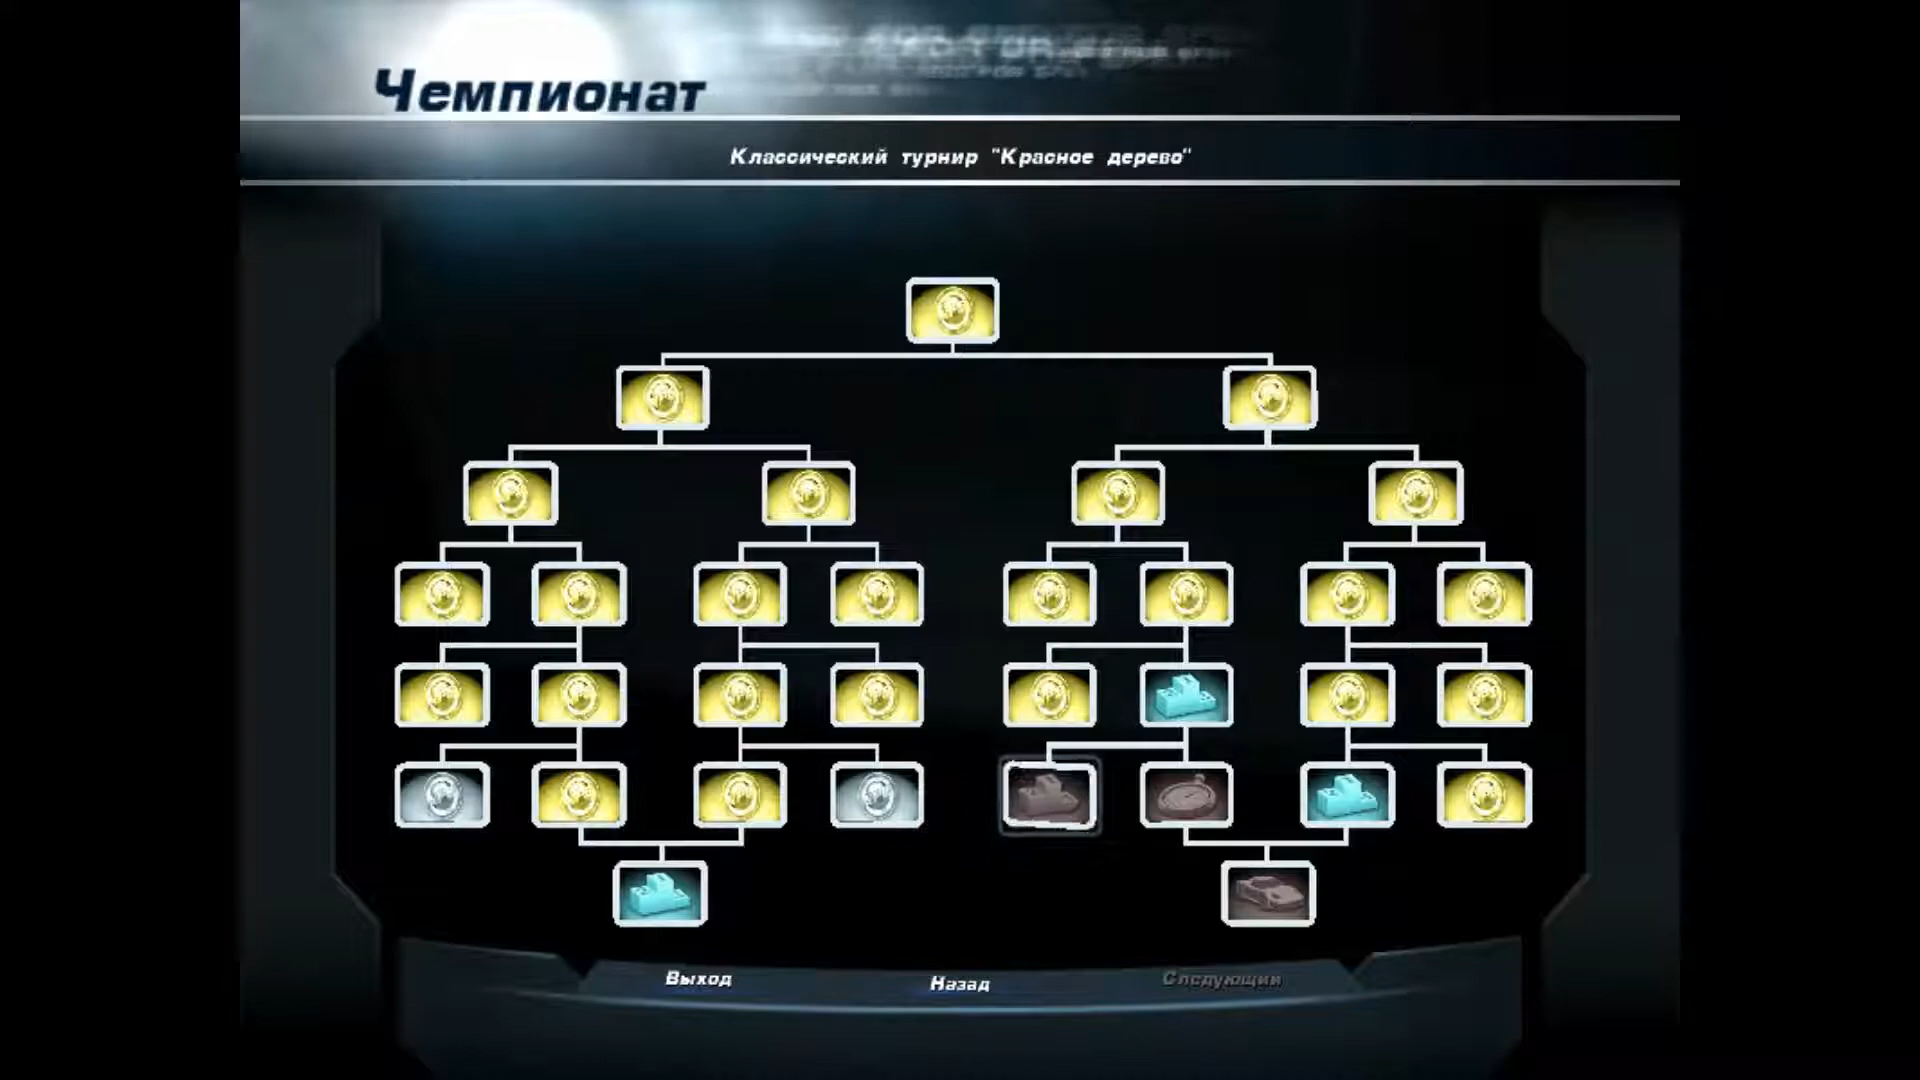 Чемпионат
Классический турнир "Красное дерево"
Выход
Назад
Следующий